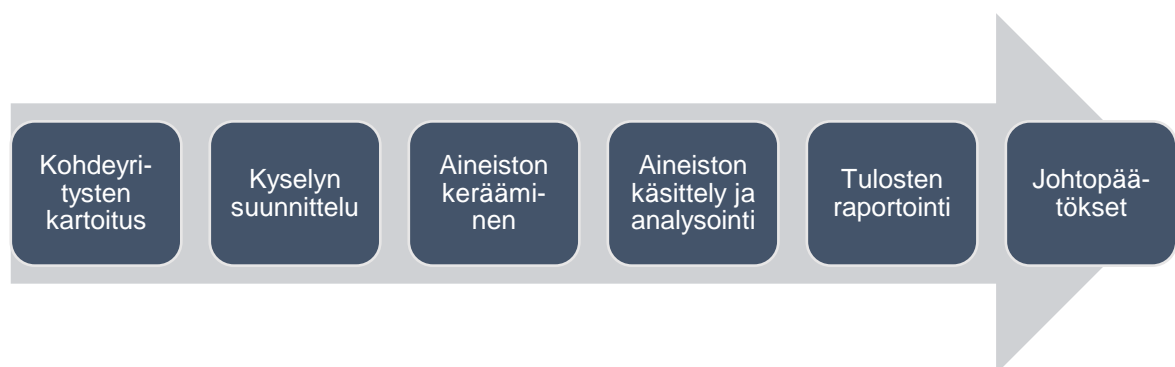 Kohdeyri-
tysten
kartoitus
Kyselyn
suunnittelu
Aineiston
keräämi-
nen
Aineiston
käsittely ja
analysointi
Tulosten
raportointi
Johtopää-
tökset